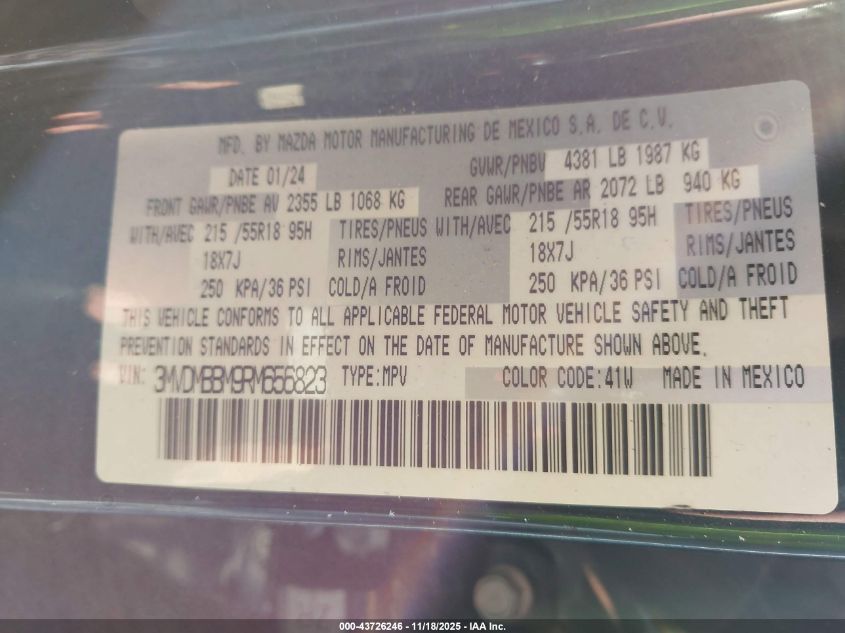 MFD. BY MAZDA MOTOR MANUFACTURING DE MEXICO S.A. DE C.V.
DATE 01/24 GVWR/PNBV 4381 LB 1987 KG
FRONT GAWR/PNBE AV 2355 LB 1068 KG REAR GAWR/PNBE AR 2072 LB 940 KG
WITH/AVEC 215 /55R18 95H TIRES/PNEUS WITH/AVEC 215 /55R18 95H TIRES/PNEUS
18X7J RIMS/JANTES 18X7J RIMS/JANTES
250 KPA/36 PSI COLD/A FROID 250 KPA/36 PSI COLD/A FROID
THIS VEHICLE CONFORMS TO ALL APPLICABLE FEDERAL MOTOR VEHICLE SAFETY AND THEFT
PREVENTION STANDARDS IN EFFECT ON THE DATE OF MANUFACTURE SHOWN ABOVE.
VIN: 3MVDMBBM9RM656823 TYPE:MPV COLOR CODE:41W MADE IN MEXICO
000-43726246 - 11/18/2025 - IAA Inc.